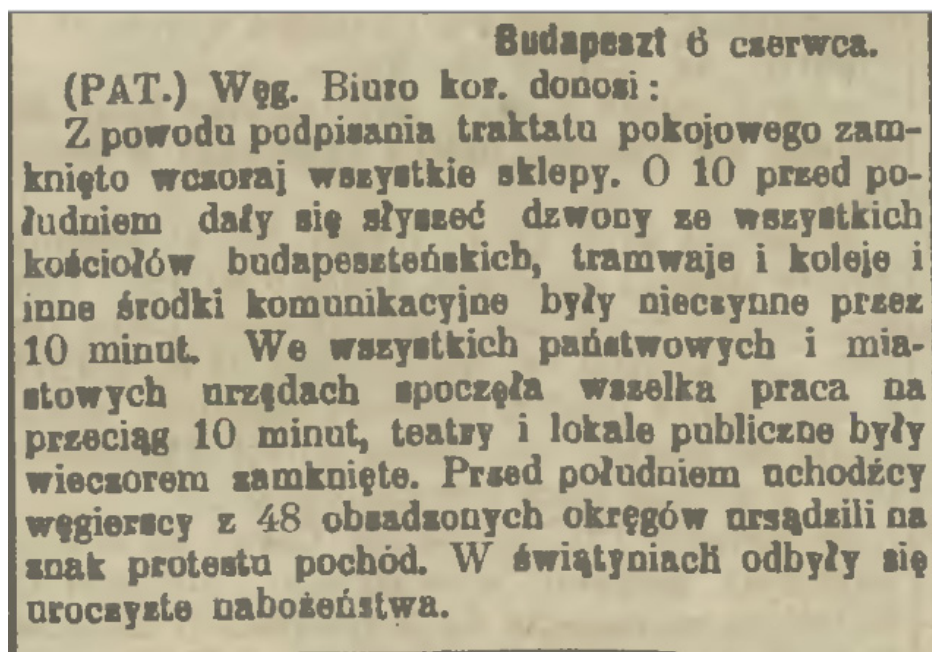 Budapeszt 6 czerwca.
(PAT.) Węg. Biuro kor. donosi:
Z powodu podpisania traktatu pokojowego zam-
knięto wczoraj wszystkie sklepy. O 10 przed po-
łudniem dały się słyszeć dzwony ze wszystkich
kościołów budapeszteńskich, tramwaje i koleje i
inne środki komunikacyjne były nieczynne przez
10 minut. We wszystkich państwowych i mia-
stowych urzędach spoczęła wszelka praca na
przeciąg 10 minut, teatry i lokale publiczne były
wieczorem zamknięte. Przed południem uchodźcy
węgierscy z 48 obsadzonych okręgów ursądzili na
znak protestu pochód. W świątyniach odbyły się
uroczyste nabożeństwa.